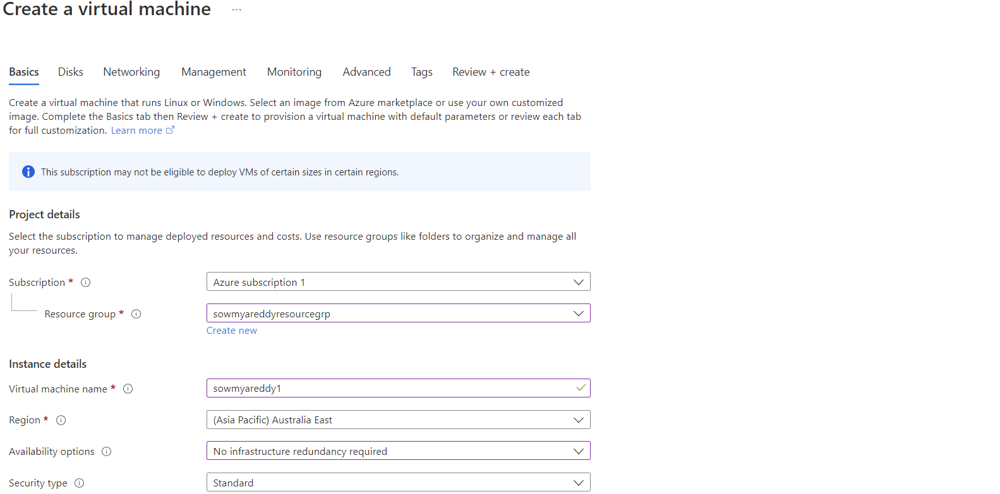 Create a virtual machine ...
Basics Disks Networking Management Monitoring Advanced Tags Review + create
Create a virtual machine that runs Linux or Windows. Select an image from Azure marketplace or use your own customized
image. Complete the Basics tab then Review + create to provision a virtual machine with default parameters or review each tab
for full customization. Learn more
This subscription may not be eligible to deploy VMs of certain sizes in certain regions.
Project details
Select the subscription to manage deployed resources and costs. Use resource groups like folders to organize and manage all
your resources.
Subscription * Azure subscription 1
Resource group * sowmyareddyresourcegrp
Create new
Instance details
Virtual machine name * sowmyareddy1
Region * (Asia Pacific) Australia East
Availability options No infrastructure redundancy required
Security type Standard